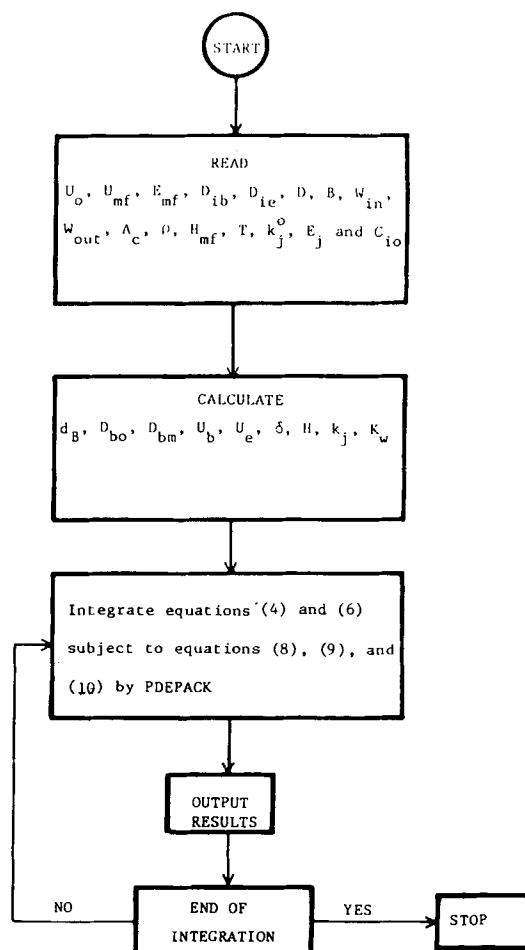 START
READ
U_o, U_mf, E_mf, D_ib, D_ie, D, B, W_in,
W_out, A_c, ρ, H_mf, T, k_j^o, E_j and C_io
CALCULATE
d_B, D_bo, D_bm, U_b, U_e, δ, H, k_j, K_w
Integrate equations (4) and (6)
subject to equations (8), (9), and
(10) by PDEPACK
OUTPUT
RESULTS
NO
END OF
INTEGRATION
YES
STOP